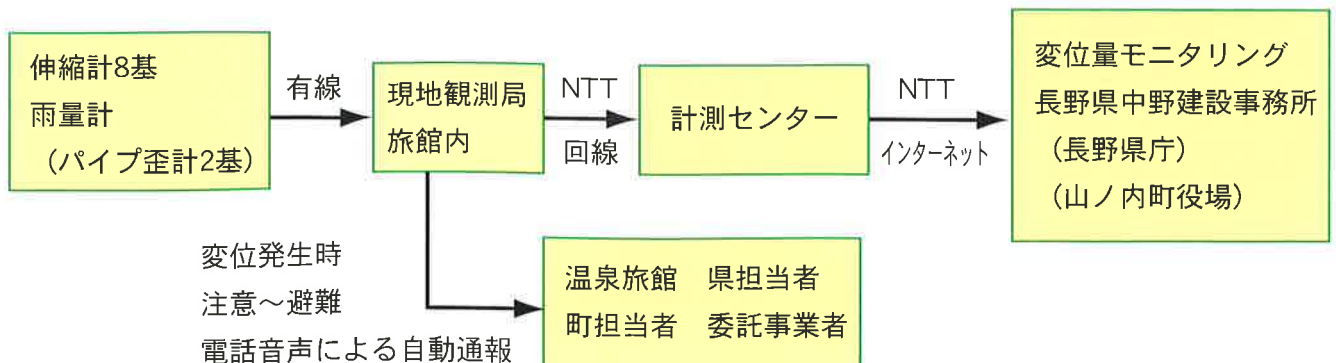 伸縮計8基
雨量計
（パイプ歪計2基）
有線
現地観測局
旅館内
NTT
回線
計測センター
NTT
インターネット
変位量モニタリング
長野県中野建設事務所
（長野県庁）
（山ノ内町役場）
変位発生時
注意～避難
電話音声による自動通報
温泉旅館　県担当者
町担当者　委託事業者